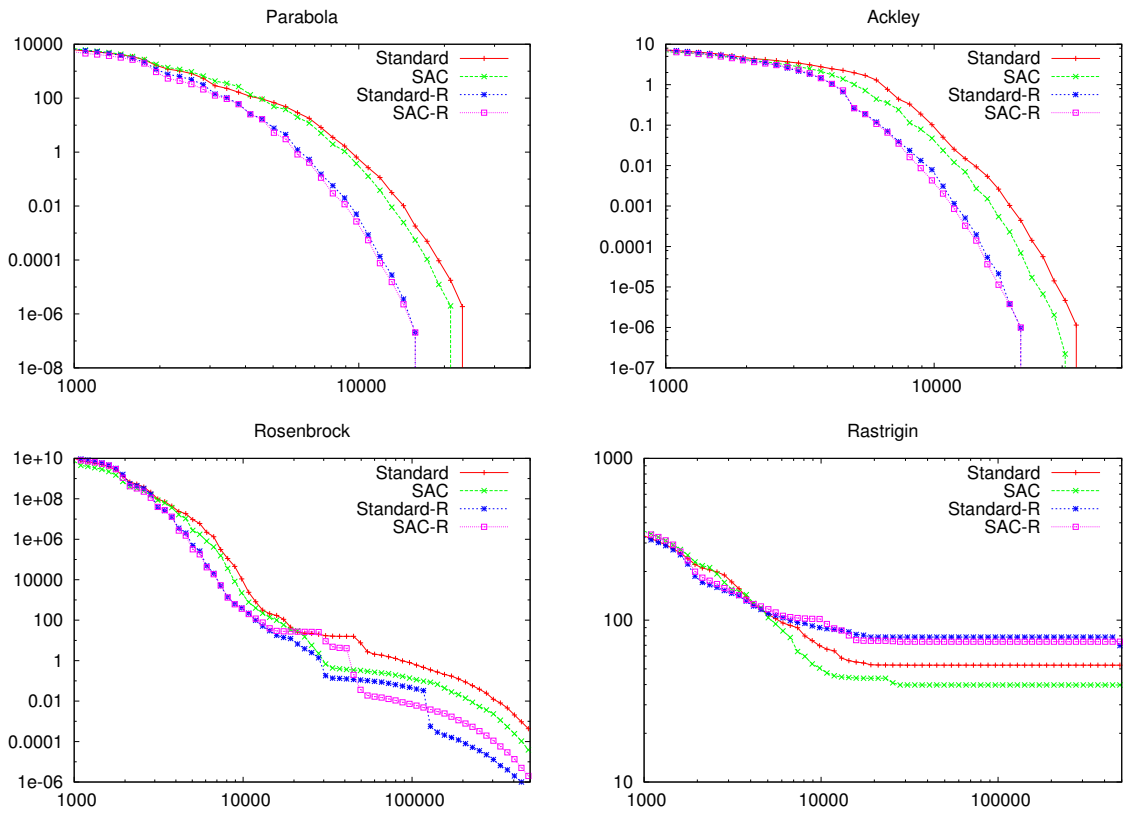 Parabola
10000
100
1
0.01
0.0001
1e-06
1e-08
1000
10000
Standard
SAC
Standard-R
SAC-R
Ackley
10
1
0.1
0.01
0.001
0.0001
1e-05
1e-06
1e-07
1000
10000
Standard
SAC
Standard-R
SAC-R
Rosenbrock
1e+10
1e+08
1e+06
10000
100
1
0.01
0.0001
1e-06
1000
10000
100000
Standard
SAC
Standard-R
SAC-R
Rastrigin
1000
100
10
1000
10000
100000
Standard
SAC
Standard-R
SAC-R